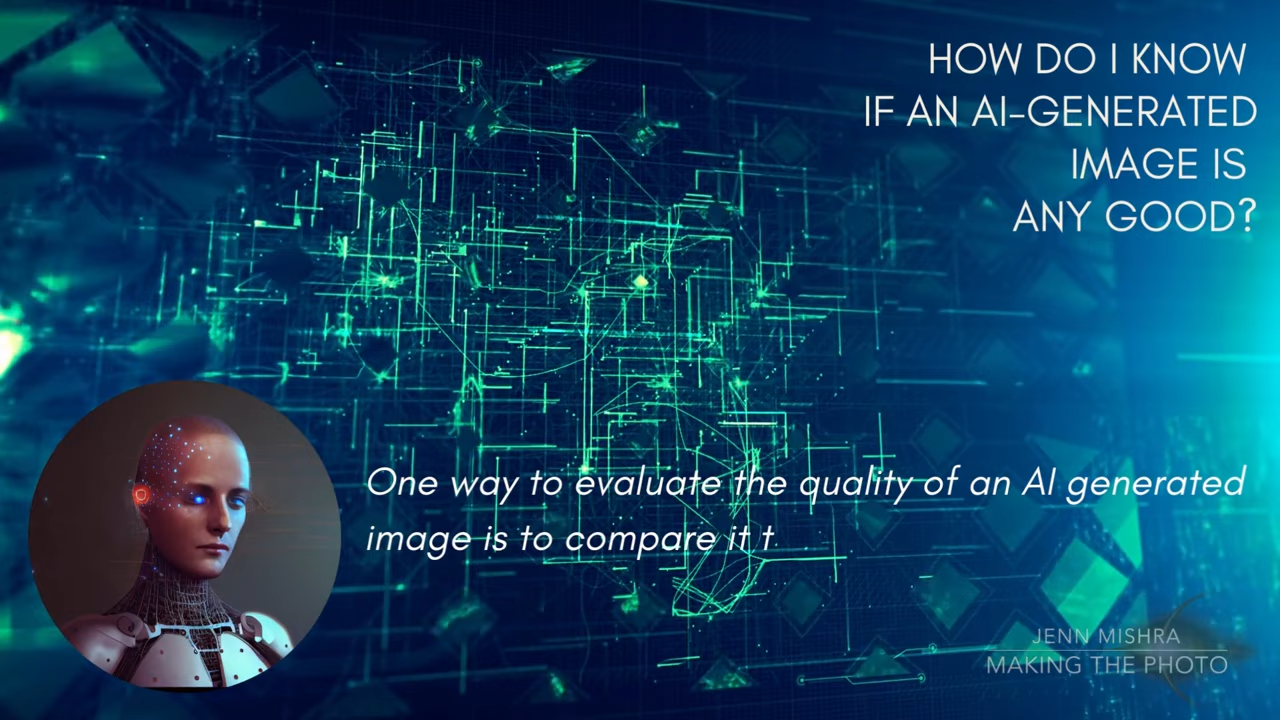 HOW DO I KNOW
IF AN AI-GENERATED
IMAGE IS
ANY GOOD?
One way to evaluate the quality of an AI generated
image is to compare it t
JENN MISHRA
MAKING THE PHOTO